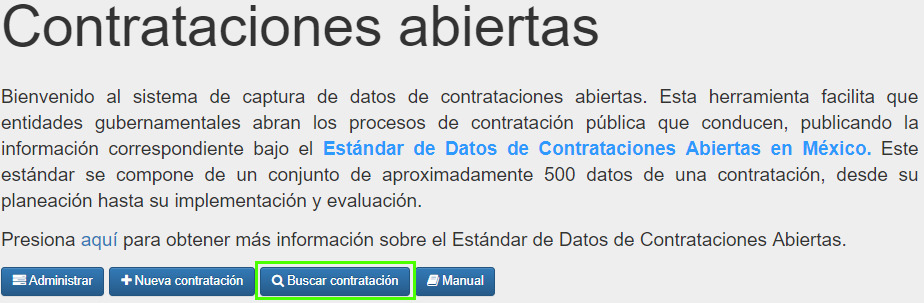 Contrataciones abiertas
Bienvenido al sistema de captura de datos de contrataciones abiertas. Esta herramienta facilita que
entidades gubernamentales abran los procesos de contratación pública que conducen, publicando la
información correspondiente bajo el Estándar de Datos de Contrataciones Abiertas en México. Este
estándar se compone de un conjunto de aproximadamente 500 datos de una contratación, desde su
planeación hasta su implementación y evaluación.
Presiona aquí para obtener más información sobre el Estándar de Datos de Contrataciones Abiertas.
Administrar Nueva contratación Buscar contratación Manual